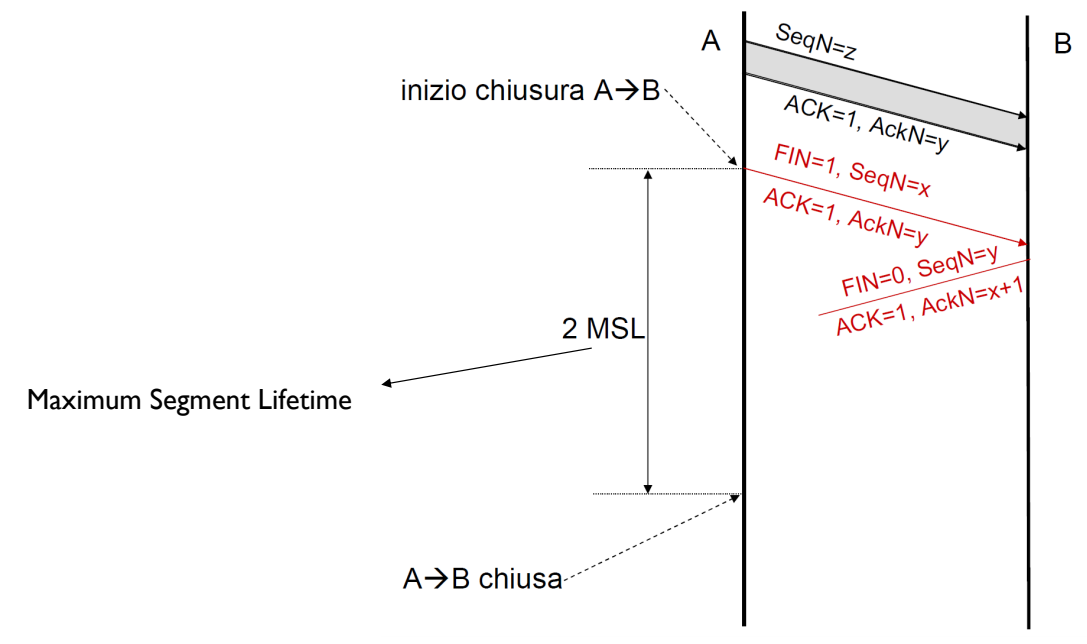 A
B
SeqN=z
inizio chiusura A→B
ACK=1, AckN=y
FIN=1, SeqN=x
ACK=1, AckN=y
FIN=0, SeqN=y
ACK=1, AckN=x+1
2 MSL
Maximum Segment Lifetime
A→B chiusa